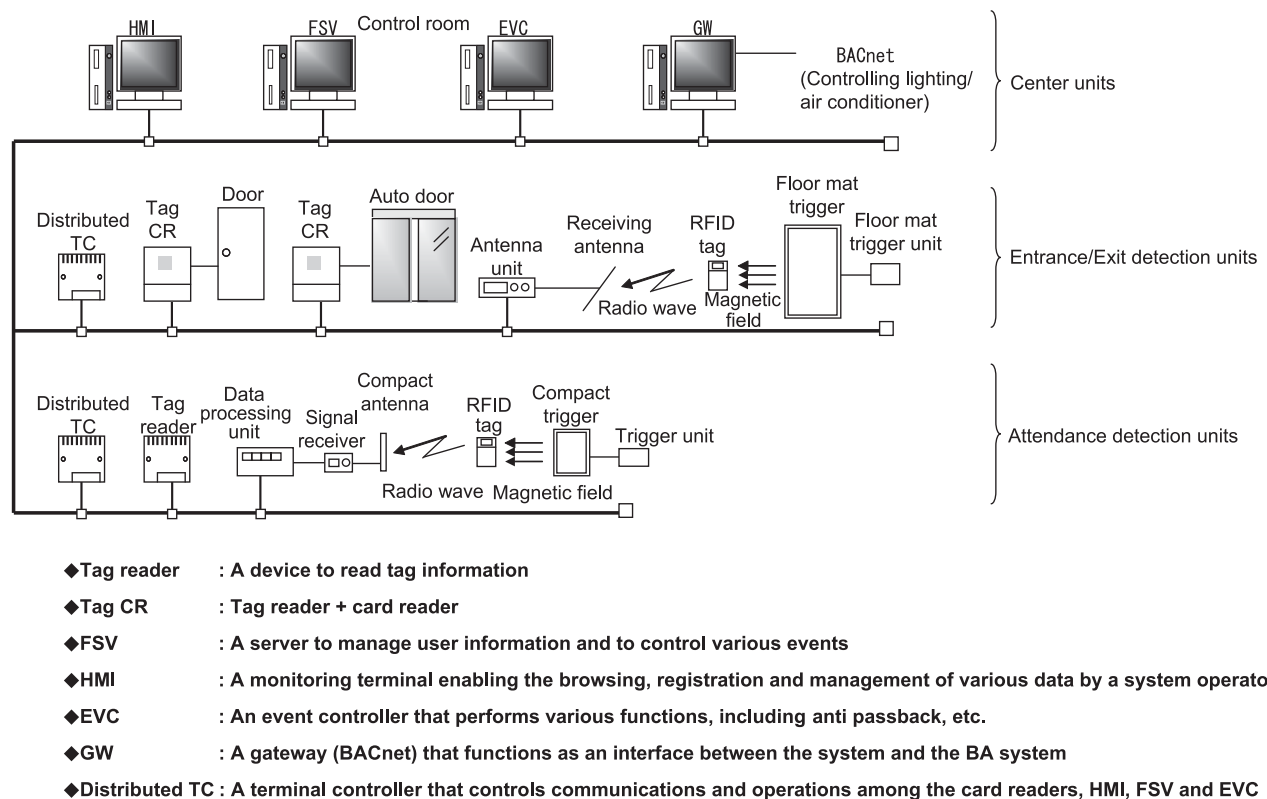 HMI
FSV
Control room
EVC
GW
BACnet
(Controlling lighting/
air conditioner)
Center units
Distributed
TC
Tag
CR
Door
Tag
CR
Auto door
Antenna
unit
Receiving
antenna
Radio wave
RFID
tag
Magnetic
field
Floor mat
trigger
Floor mat
trigger unit
Entrance/Exit detection units
Distributed
TC
Tag
reader
Data
processing
unit
Signal
receiver
Compact
antenna
Radio wave
RFID
tag
Magnetic field
Compact
trigger
Trigger unit
Attendance detection units
◆Tag reader : A device to read tag information
◆Tag CR : Tag reader + card reader
◆FSV : A server to manage user information and to control various events
◆HMI : A monitoring terminal enabling the browsing, registration and management of various data by a system operato
◆EVC : An event controller that performs various functions, including anti passback, etc.
◆GW : A gateway (BACnet) that functions as an interface between the system and the BA system
◆Distributed TC : A terminal controller that controls communications and operations among the card readers, HMI, FSV and EVC